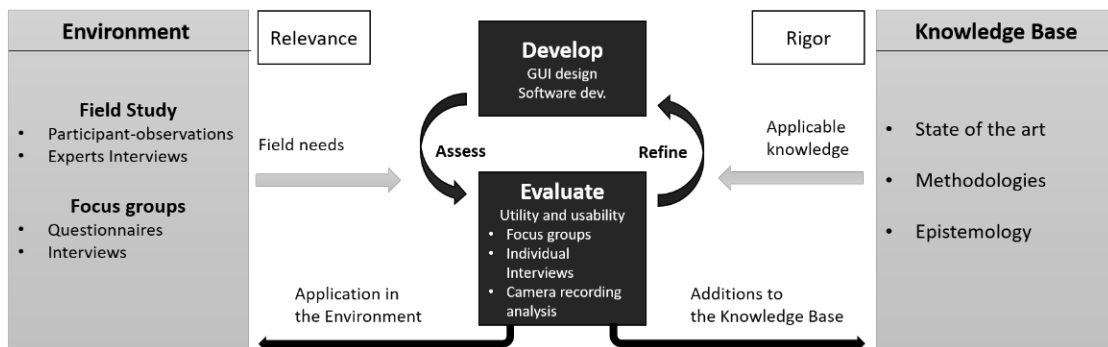 Environment
Field Study
• Participant-observations
• Experts Interviews
Focus groups
• Questionnaires
• Interviews
Relevance
Field needs
Application in
the Environment
Develop
GUI design
Software dev.
Assess
Refine
Evaluate
Utility and usability
• Focus groups
• Individual
Interviews
• Camera recording
analysis
Rigor
Applicable
knowledge
Additions to
the Knowledge Base
Knowledge Base
• State of the art
• Methodologies
• Epistemology